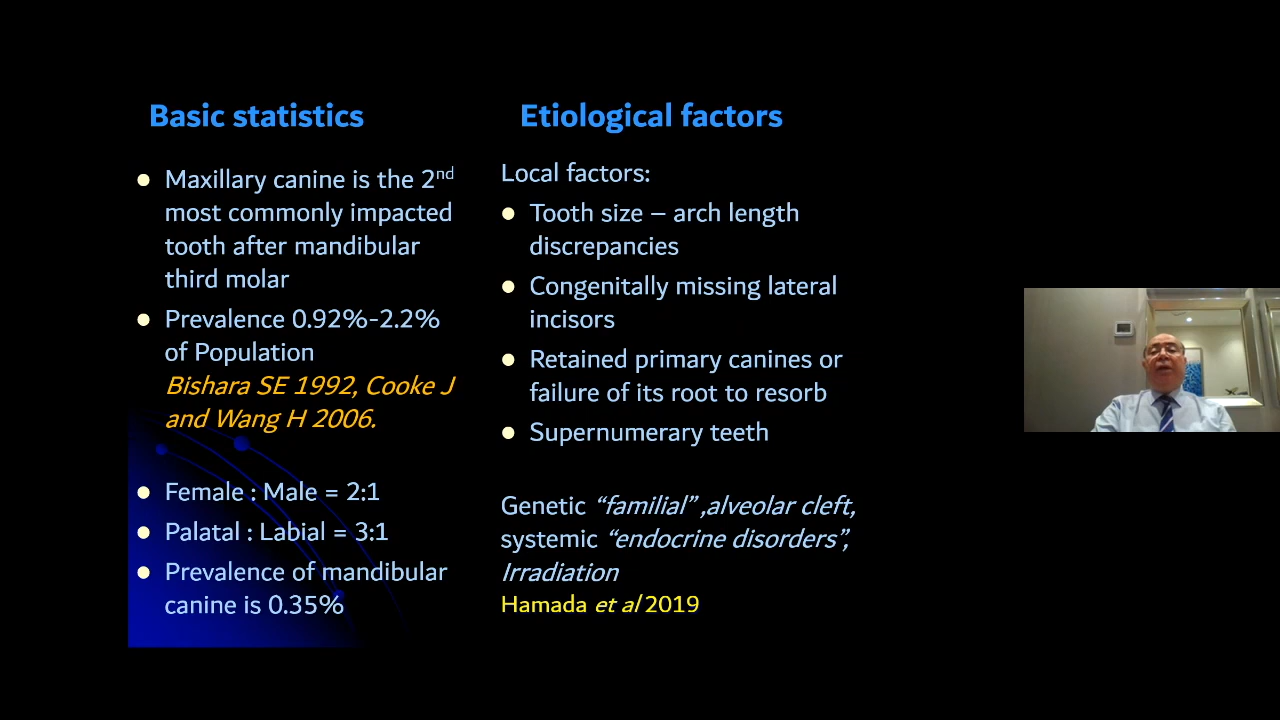 Basic statistics
Maxillary canine is the 2nd
most commonly impacted
tooth after mandibular
third molar
Prevalence 0.92%-2.2%
of Population
Bishara SE 1992, Cooke J
and Wang H 2006.
Female : Male = 2:1
Palatal : Labial = 3:1
Prevalence of mandibular
canine is 0.35%
Etiological factors
Local factors:
Tooth size – arch length
discrepancies
Congenitally missing lateral
incisors
Retained primary canines or
failure of its root to resorb
Supernumerary teeth
Genetic “familial” ,alveolar cleft,
systemic “endocrine disorders”,
Irradiation
Hamada et al 2019